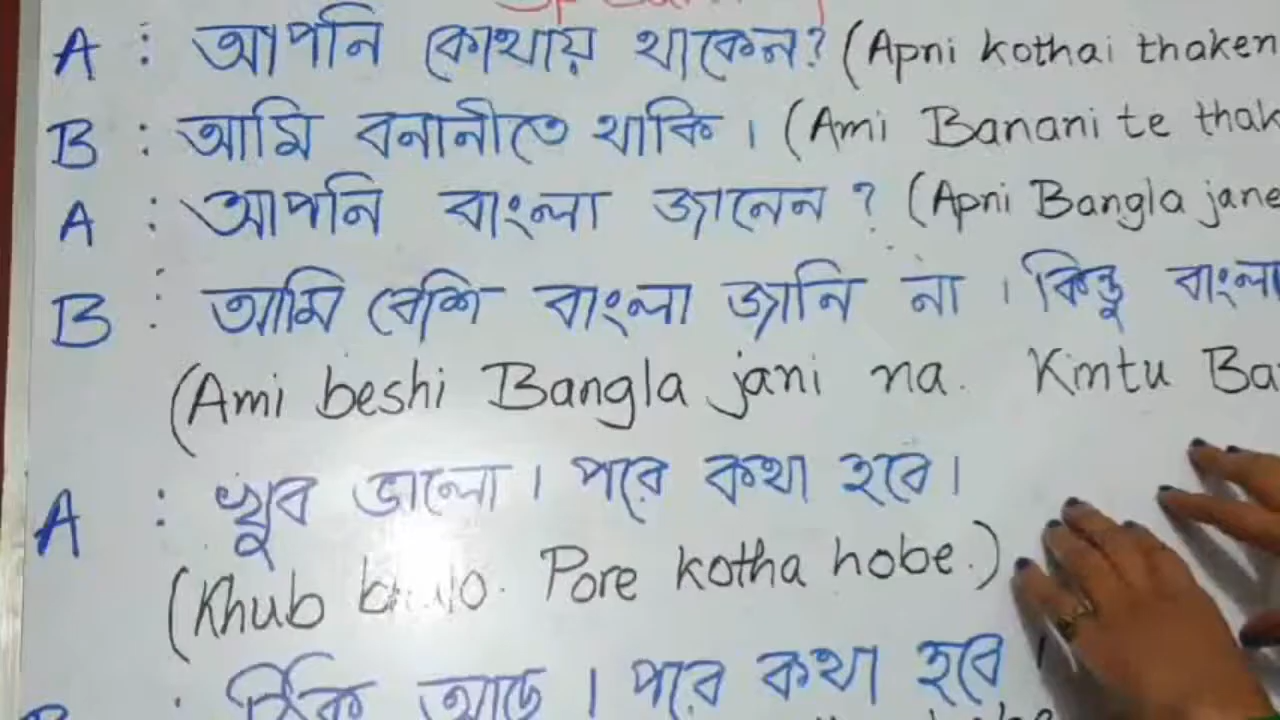 A : আপনি কোথায় থাকেন? (Apni kothai thaken
B : আমি বনানীতে থাকি। (Ami Banani te thak
A : আপনি বাংলা জানেন? (Apni Bangla jane
B : আমি বেশি বাংলা জানি না। কিন্তু বাংলা
(Ami beshi Bangla jani na. Kintu Ba
A : খুব ভালো। পরে কথা হবে।
(Khub bhalo. Pore kotha hobe.)
: ঠিক আছে। পরে কথা হবে।